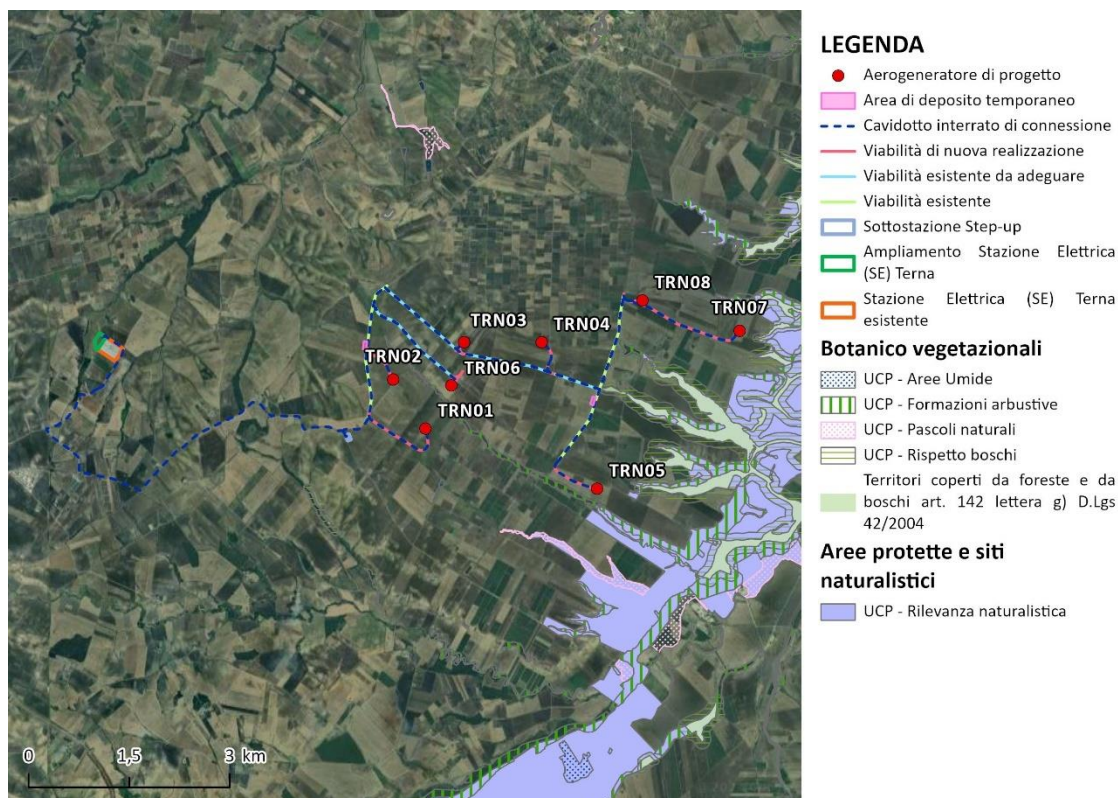 TRN08
TRN07
TRN03
TRN04
TRN02
TRN06
TRN01
TRN05
0 1,5 3 km
LEGENDA
Aerogeneratore di progetto
Area di deposito temporaneo
Cavidotto interrato di connessione
Viabilità di nuova realizzazione
Viabilità esistente da adeguare
Viabilità esistente
Sottostazione Step-up
Ampliamento Stazione Elettrica
(SE) Terna
Stazione Elettrica (SE) Terna
esistente
Botanico vegetazionali
UCP - Aree Umide
UCP - Formazioni arbustive
UCP - Pascoli naturali
UCP - Rispetto boschi
Territori coperti da foreste e da
boschi art. 142 lettera g) D.Lgs
42/2004
Aree protette e siti
naturalistici
UCP - Rilevanza naturalistica